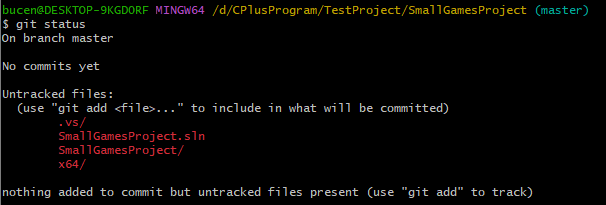 bucen@DESKTOP-9KGDORF MINGW64 /d/CPlusProgram/TestProject/SmallGamesProject (master)
$ git status
On branch master
No commits yet
Untracked files:
(use "git add <file>..." to include in what will be committed)
.vs/
SmallGamesProject.sln
SmallGamesProject/
x64/
nothing added to commit but untracked files present (use "git add" to track)